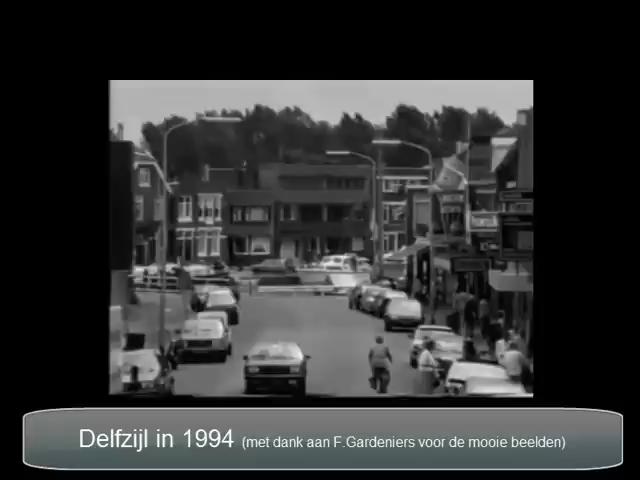 Delfzijl in 1994 (met dank aan F.Gardeniers voor de mooie beelden)